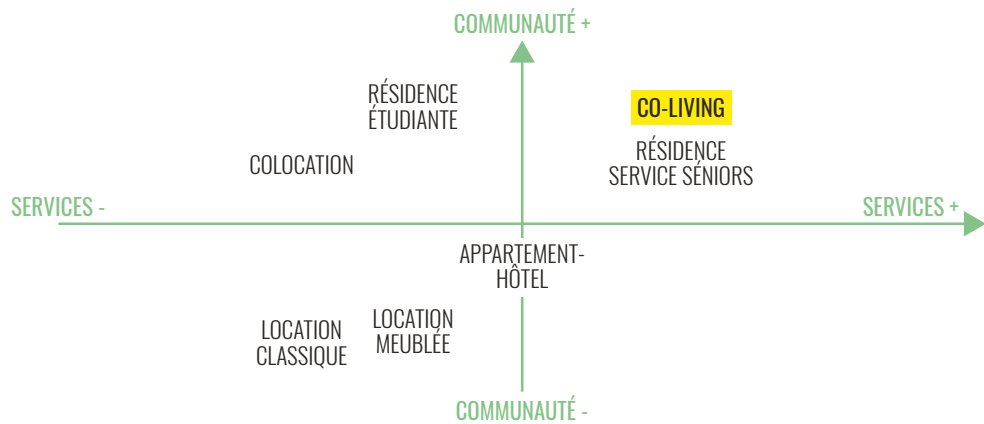 COMMUNAUTÉ +
RÉSIDENCE
ÉTUDIANTE
CO-LIVING
COLOCATION
RÉSIDENCE
SERVICE SÉNIORS
SERVICES -
SERVICES +
APPARTEMENT-
HÔTEL
LOCATION
CLASSIQUE
LOCATION
MEUBLÉE
COMMUNAUTÉ -